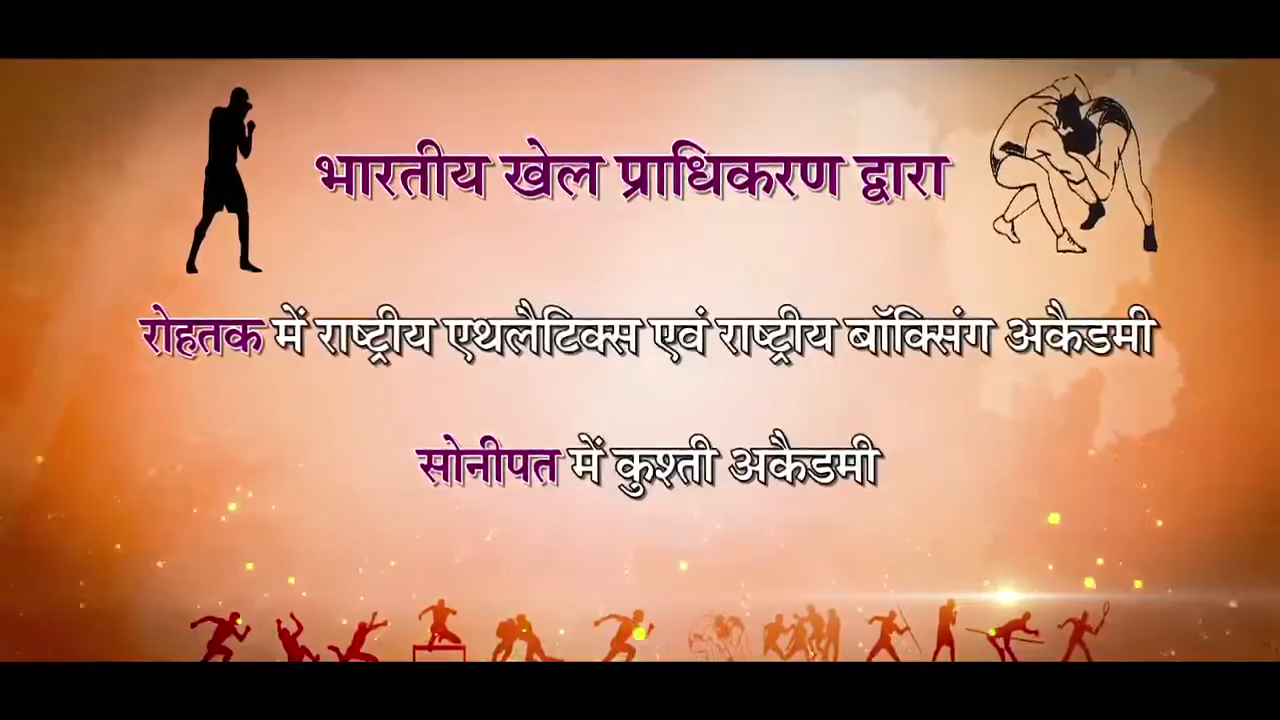 भारतीय खेल प्राधिकरण द्वारा
रोहतक में राष्ट्रीय एथलैटिक्स एवं राष्ट्रीय बॉक्सिंग अकैडमी
सोनीपत में कुश्ती अकैडमी